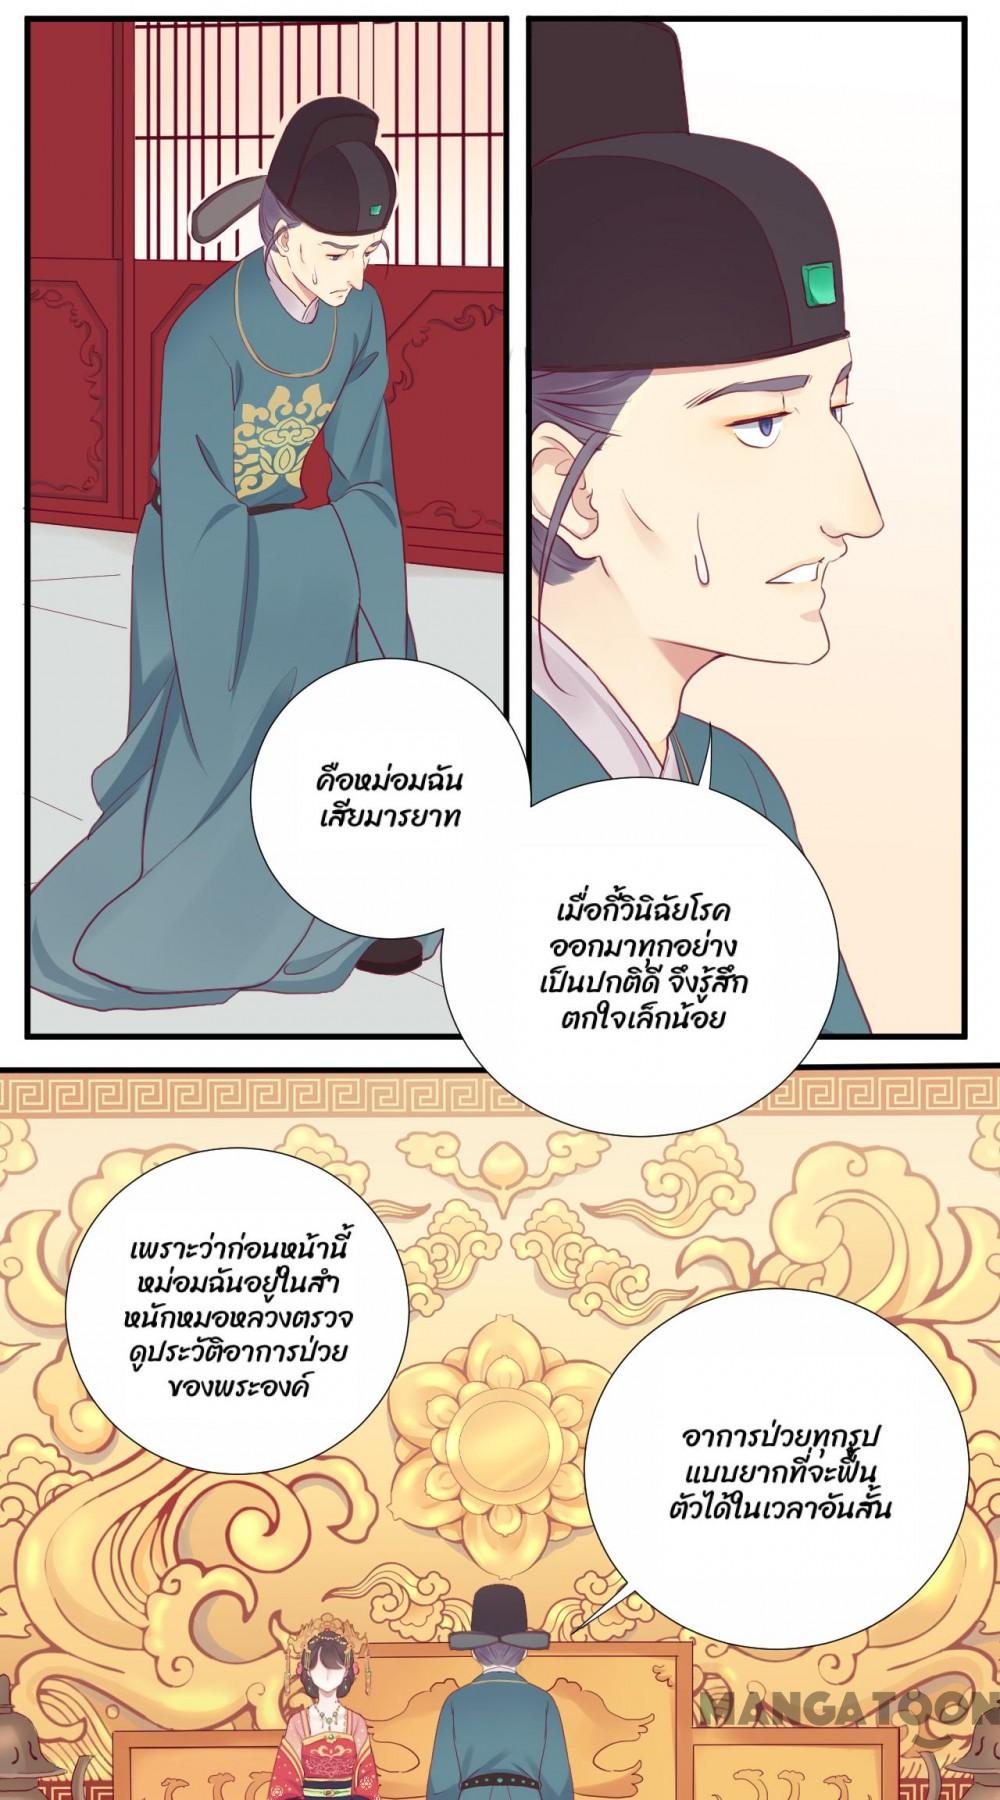 คือหม่อมฉัน
เสียมารยาท
เมื่อกี้วินิฉัยโรค
ออกมาทุกอย่าง
เป็นปกติดี จึงรู้สึก
ตกใจเล็กน้อย
เพราะว่าก่อนหน้านี้
หม่อมฉันอยู่ในสำ
หนักหมอหลวงตรวจ
ดูประวัติอาการป่วย
ของพระองค์
อาการป่วยทุกรูป
แบบยากที่จะฟื้น
ตัวได้ในเวลาอันสั้น
MANGATOON